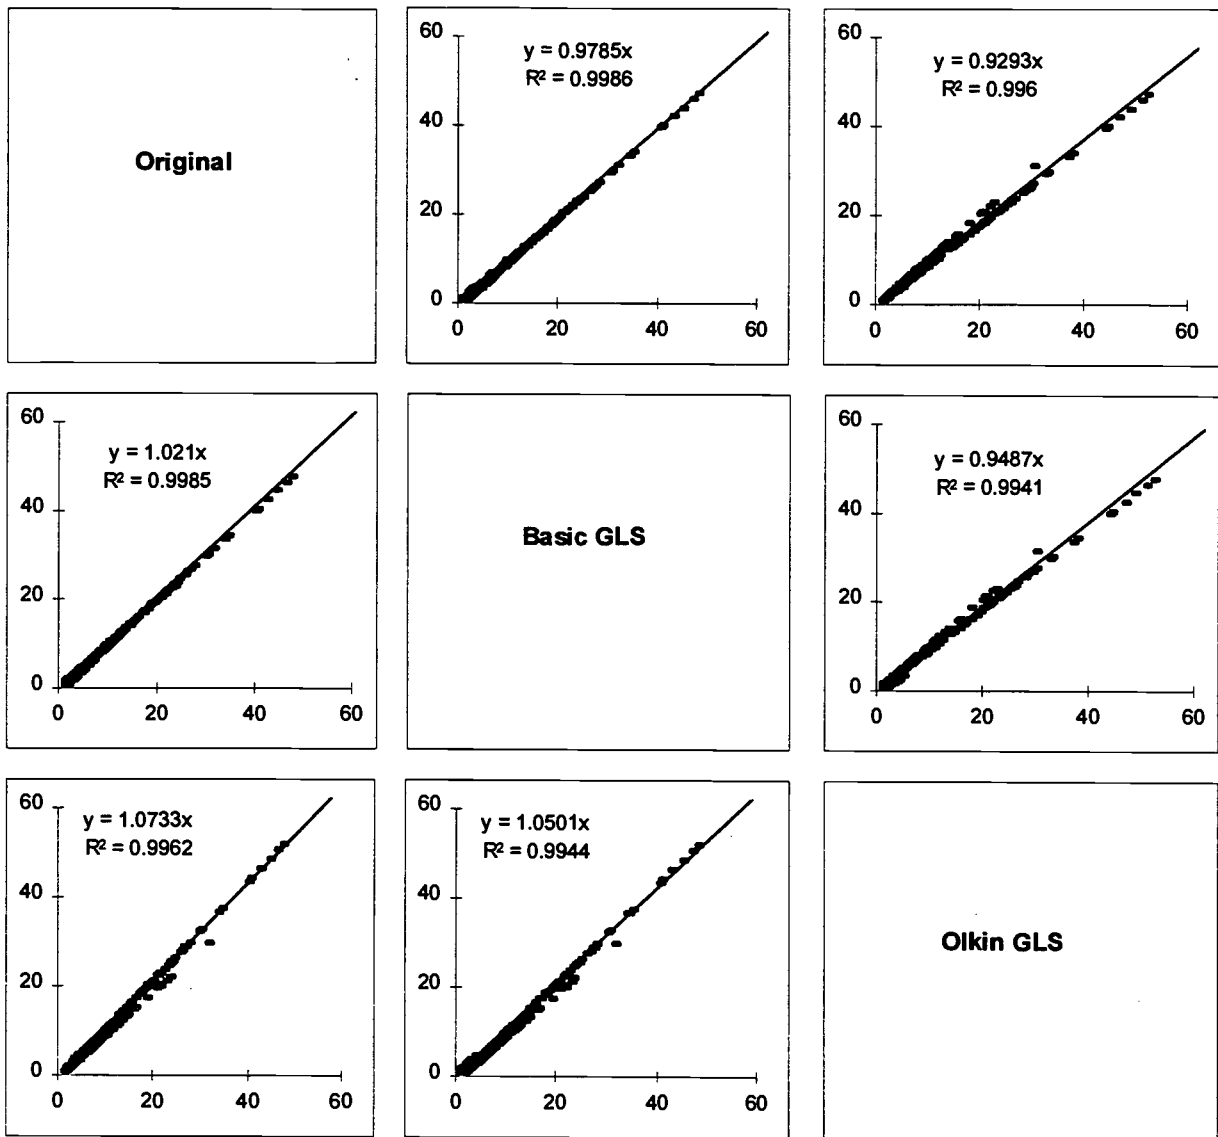 Original
60
40
20
0
y = 0.9785x
R² = 0.9986
0 20 40 60
60
40
20
0
y = 0.9293x
R² = 0.996
0 20 40 60
60
40
20
0
y = 1.021x
R² = 0.9985
0 20 40 60
Basic GLS
60
40
20
0
y = 0.9487x
R² = 0.9941
0 20 40 60
60
40
20
0
y = 1.0733x
R² = 0.9962
0 20 40 60
60
40
20
0
y = 1.0501x
R² = 0.9944
0 20 40 60
Olkin GLS